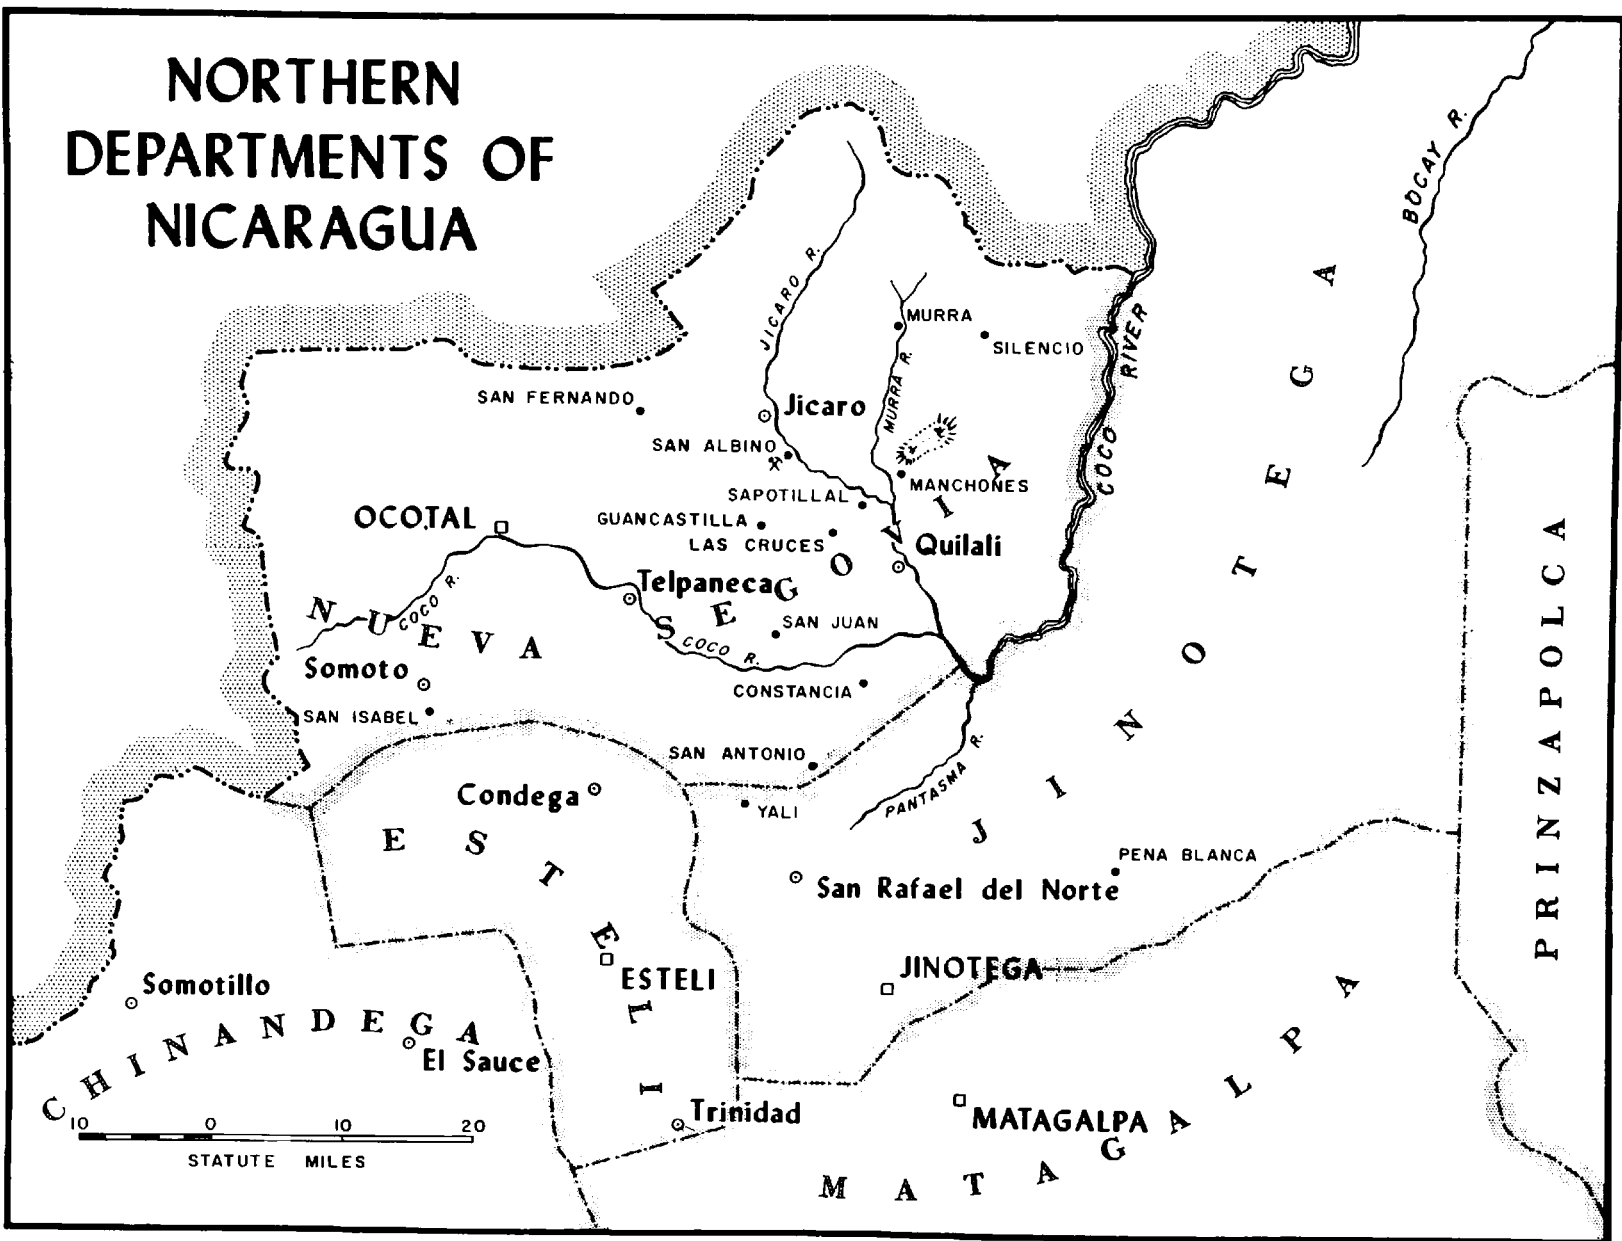 NORTHERN
DEPARTMENTS OF
NICARAGUA
BOCAY R.
JICARO R.
MURRA
SILENCIO
MURRA R.
COCO RIVER
SAN FERNANDO
Jicaro
SAN ALBINO
MANCHONES
SAPOTILLAL
OCOTAL
GUANCASTILLA
LAS CRUCES
Quilali
Telpaneca
NUEVA SEGOVIA
COCO R.
SAN JUAN
COCO R.
Somoto
CONSTANCIA
SAN ISABEL
SAN ANTONIO
PANTASMA R.
Condega
YALI
JINOTEGA
PRINZAPOLCA
ESTELI
PENA BLANCA
San Rafael del Norte
ESTELI
JINOTEGA
Somotillo
CHINANDEGA
El Sauce
Trinidad
MATAGALPA
MATAGALPA
10 0 10 20
STATUTE MILES